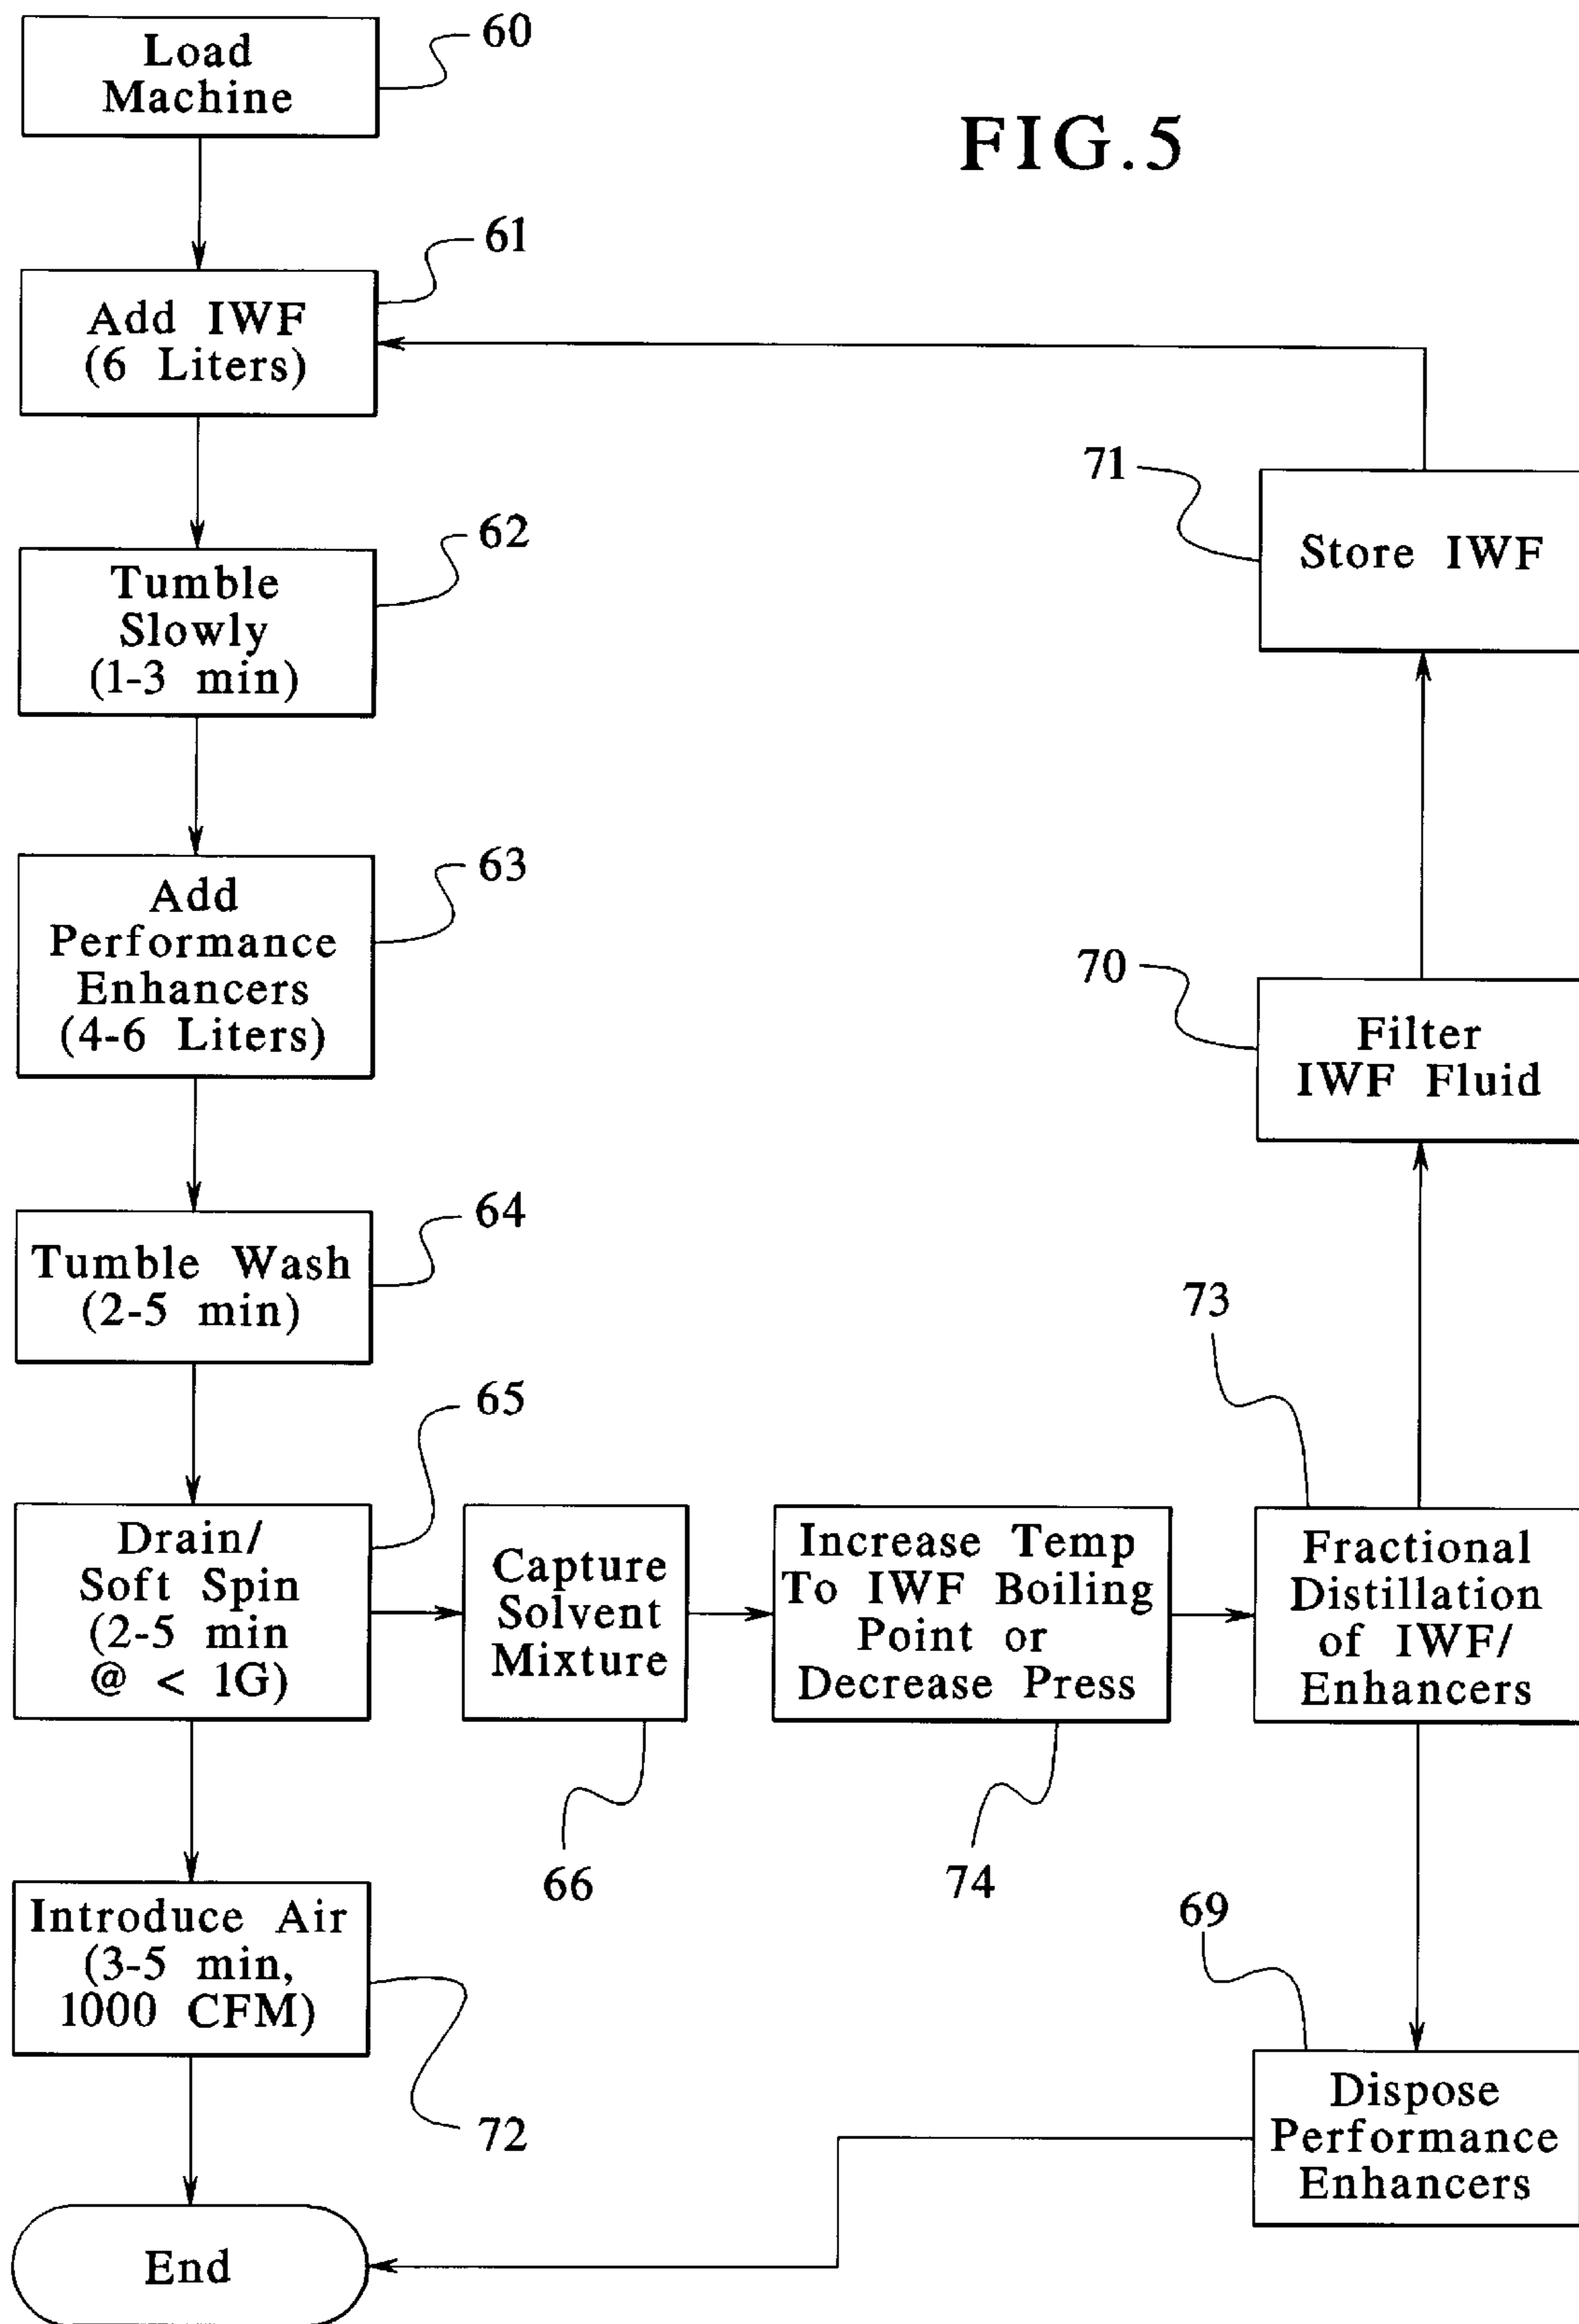 FIG.5
Load
Machine
60
Add IWF
(6 Liters)
61
Tumble
Slowly
(1-3 min)
62
Add
Performance
Enhancers
(4-6 Liters)
63
Tumble Wash
(2-5 min)
64
Drain/
Soft Spin
(2-5 min
@ < 1G)
65
Capture
Solvent
Mixture
66
Increase Temp
To IWF Boiling
Point or
Decrease Press
74
Fractional
Distillation
of IWF/
Enhancers
73
Filter
IWF Fluid
70
Store IWF
71
Dispose
Performance
Enhancers
69
Introduce Air
(3-5 min,
1000 CFM)
72
End